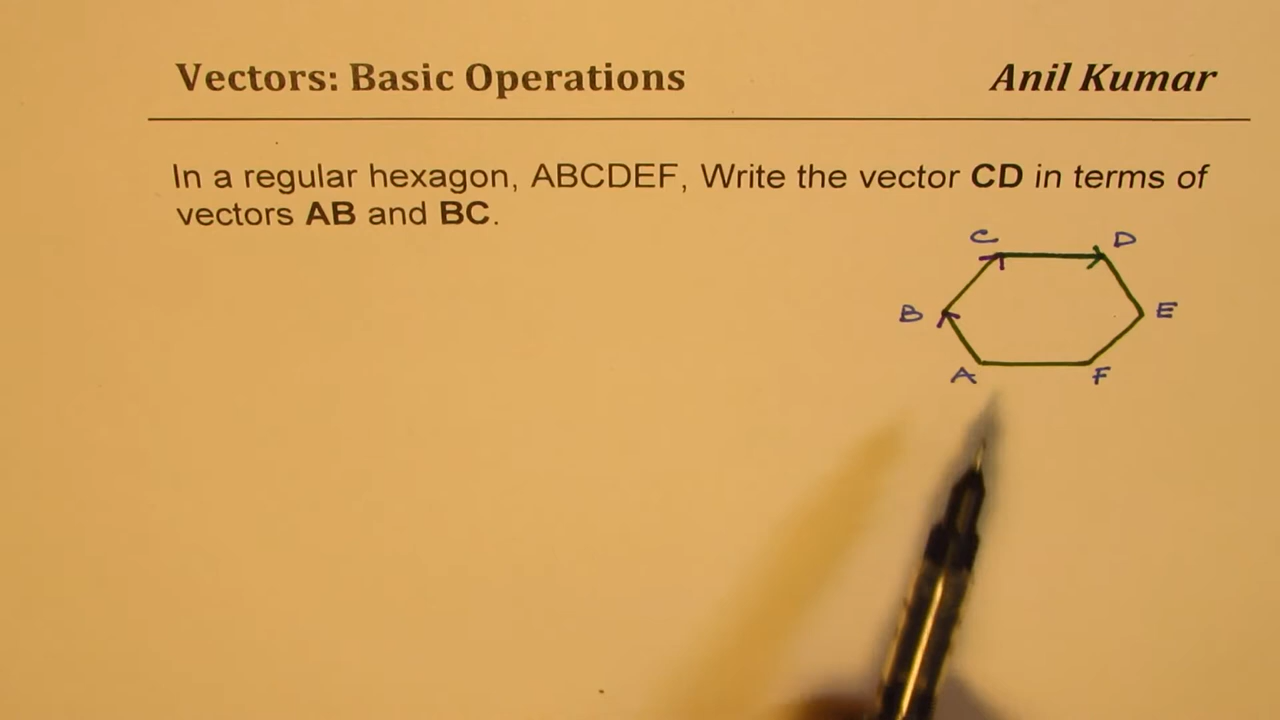 Vectors: Basic Operations Anil Kumar
In a regular hexagon, ABCDEF, Write the vector CD in terms of
vectors AB and BC.
C D
B E
A F